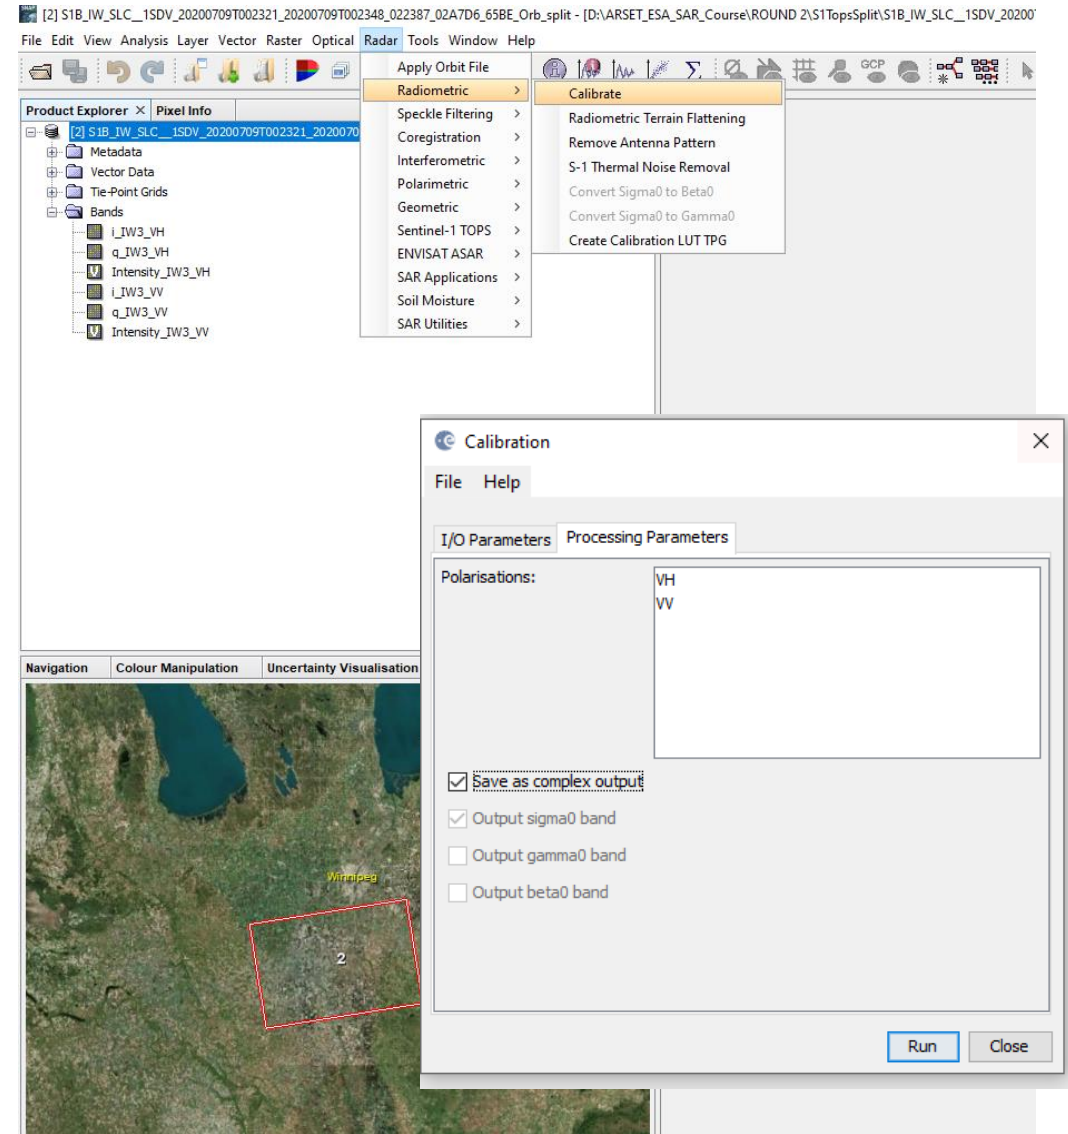 [2] S1B_IW_SLC__1SDV_20200709T002321_20200709T002348_022387_02A7D6_65BE_Orb_split - [D:\ARSET_ESA_SAR_Course\ROUND 2\S1TopsSplit\S1B_IW_SLC__1SDV_20200
File Edit View Analysis Layer Vector Raster Optical Radar Tools Window Help
GCP
Apply Orbit File
Radiometric >
Speckle Filtering >
Coregistration >
Interferometric >
Polarimetric >
Geometric >
Sentinel-1 TOPS >
ENVISAT ASAR >
SAR Applications >
Soil Moisture >
SAR Utilities >
Calibrate
Radiometric Terrain Flattening
Remove Antenna Pattern
S-1 Thermal Noise Removal
Convert Sigma0 to Beta0
Convert Sigma0 to Gamma0
Create Calibration LUT TPG
Product Explorer × Pixel Info
[2] S1B_IW_SLC__1SDV_20200709T002321_2020070
Metadata
Vector Data
Tie-Point Grids
Bands
i_IW3_VH
q_IW3_VH
Intensity_IW3_VH
i_IW3_VV
q_IW3_VV
Intensity_IW3_VV
Calibration
File Help
I/O Parameters Processing Parameters
Polarisations:
VH
VV
Save as complex output
Output sigma0 band
Output gamma0 band
Output beta0 band
Run Close
Navigation Colour Manipulation Uncertainty Visualisation
Winnipeg
2